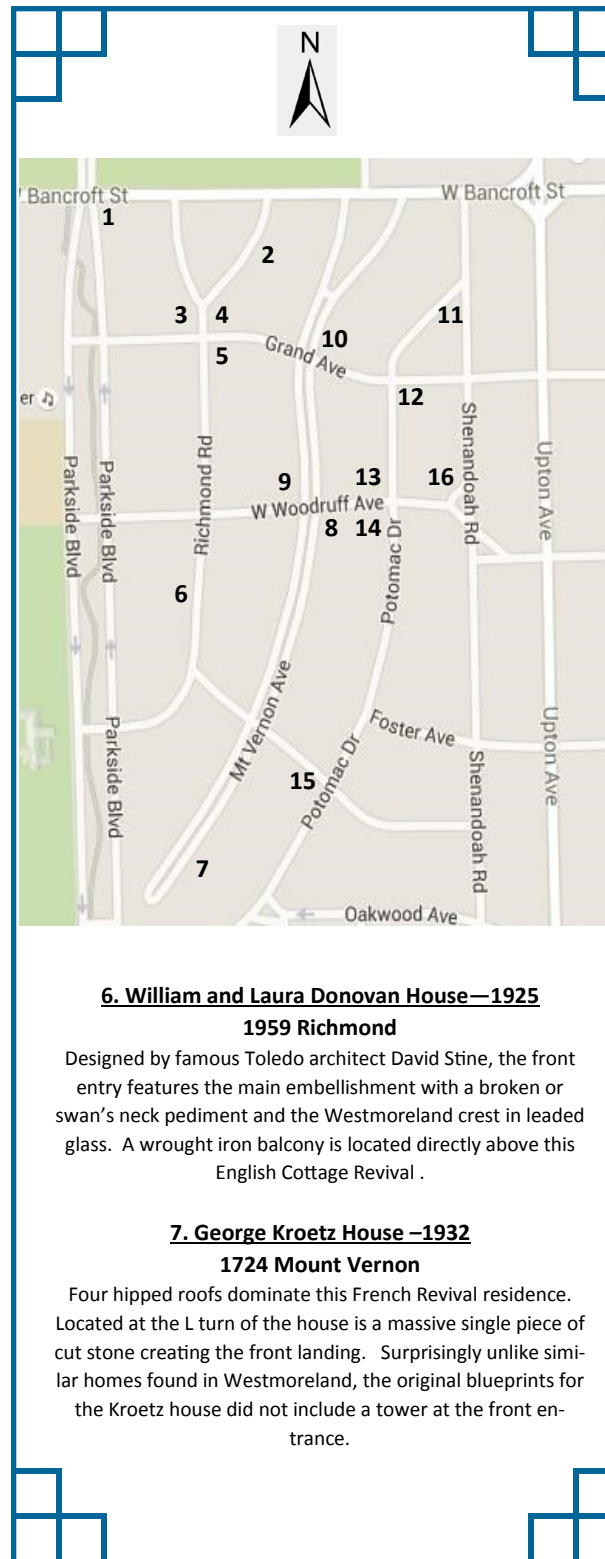 N
W Bancroft St
W Bancroft St
1
2
3
4
11
10
5
Grand Ave
12
er
Shenandoah Rd
Richmond Rd
Upton Ave
Parkside Blvd
Parkside Blvd
9
13
16
W Woodruff Ave
8
14
Potomac Dr
6
Mt Vernon Ave
Foster Ave
Upton Ave
Parkside Blvd
15
Potomac Dr
Shenandoah Rd
7
Oakwood Ave
6. William and Laura Donovan House—1925
1959 Richmond
Designed by famous Toledo architect David Stine, the front
entry features the main embellishment with a broken or
swan's neck pediment and the Westmoreland crest in leaded
glass. A wrought iron balcony is located directly above this
English Cottage Revival .
7. George Kroetz House –1932
1724 Mount Vernon
Four hipped roofs dominate this French Revival residence.
Located at the L turn of the house is a massive single piece of
cut stone creating the front landing. Surprisingly unlike simi-
lar homes found in Westmoreland, the original blueprints for
the Kroetz house did not include a tower at the front en-
trance.